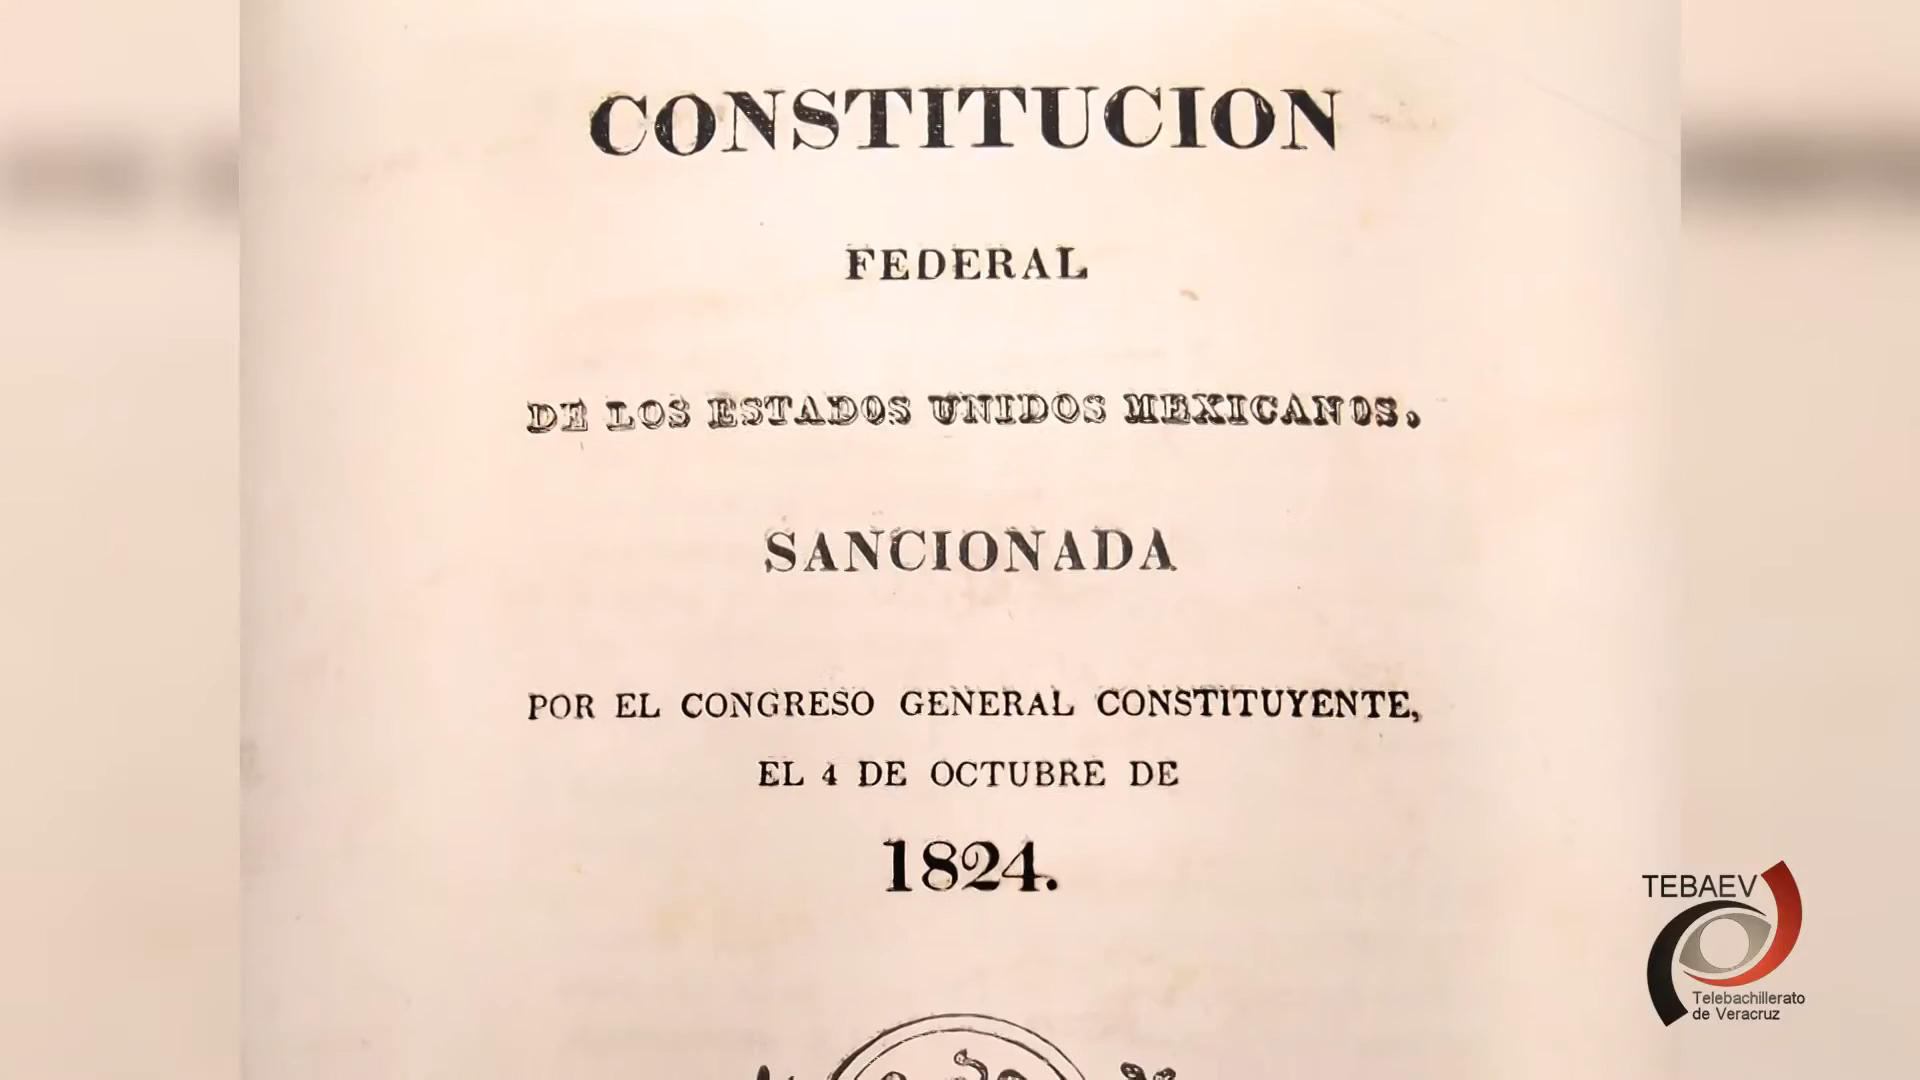 CONSTITUCION
FEDERAL
DE LOS ESTADOS UNIDOS MEXICANOS,
SANCIONADA
POR EL CONGRESO GENERAL CONSTITUYENTE,
EL 4 DE OCTUBRE DE
1824.
TEBAEV
Telebachillerato
de Veracruz